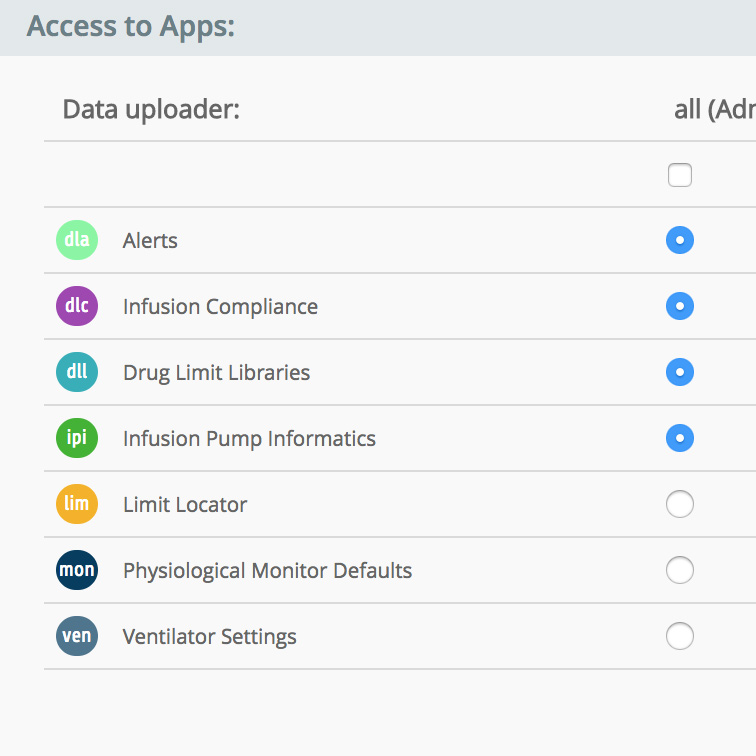 Access to Apps:
Data uploader: all (Adr
dla Alerts
dlc Infusion Compliance
dll Drug Limit Libraries
ipi Infusion Pump Informatics
lim Limit Locator
mon Physiological Monitor Defaults
ven Ventilator Settings